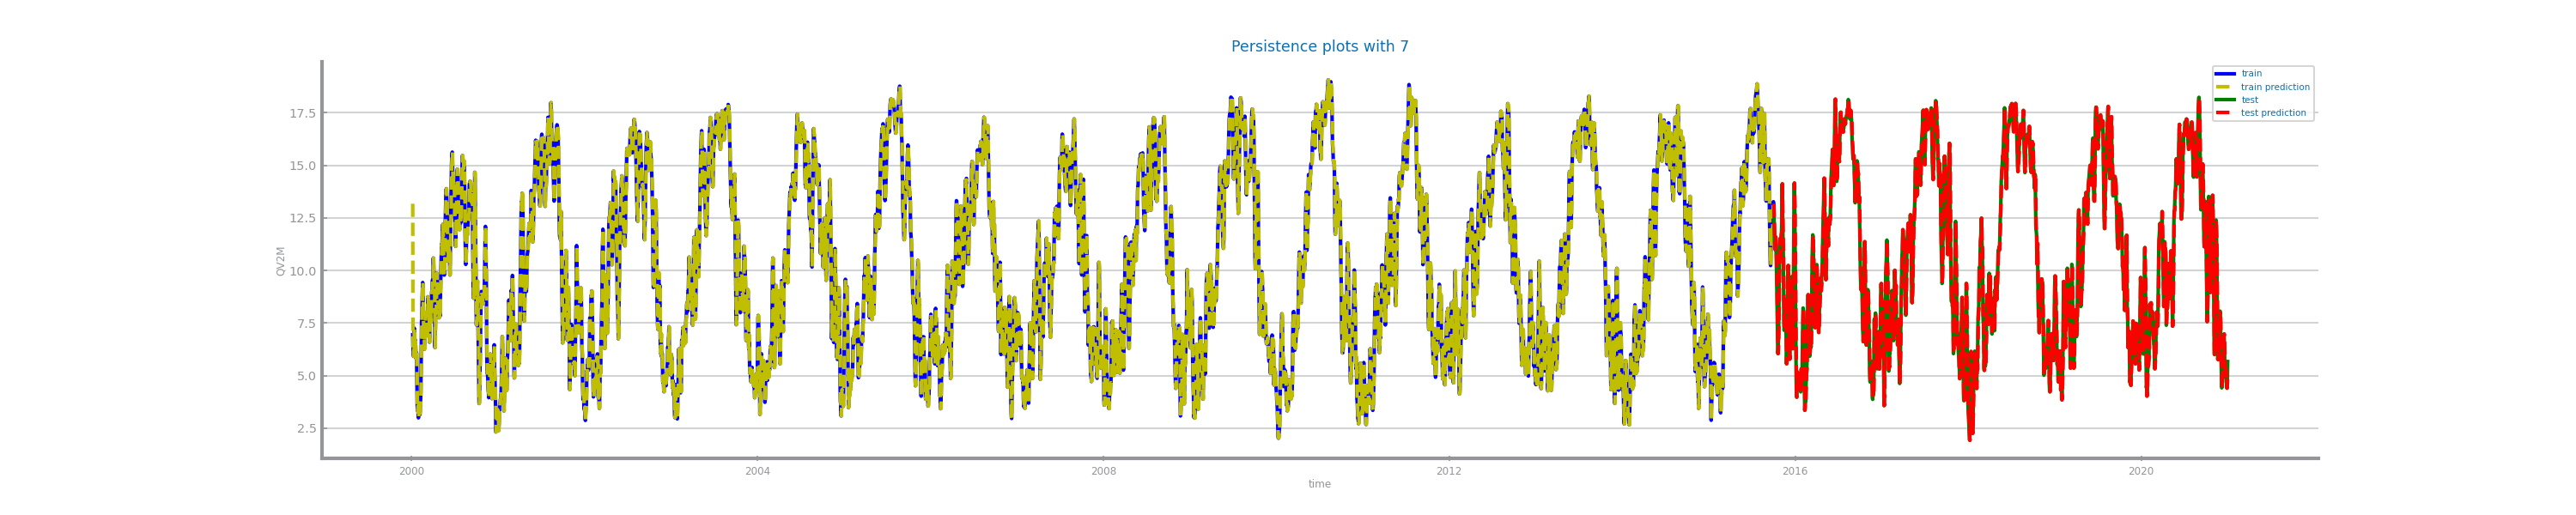 Persistence plots with 7
train
train prediction
test
test prediction
17.5
15.0
12.5
10.0
7.5
5.0
2.5
QV2M
2000
2004
2008
2012
2016
2020
time